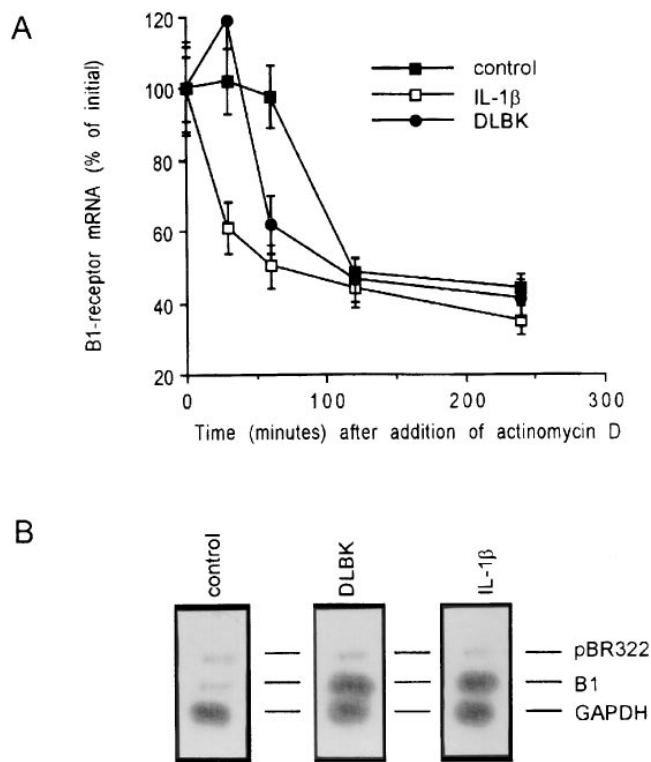 A
120
100
80
60
40
20
B1-receptor mRNA (% of initial)
control
IL-1β
DLBK
0 100 200 300
Time (minutes) after addition of actinomycin D
B
control DLBK IL-1β
pBR322
B1
GAPDH